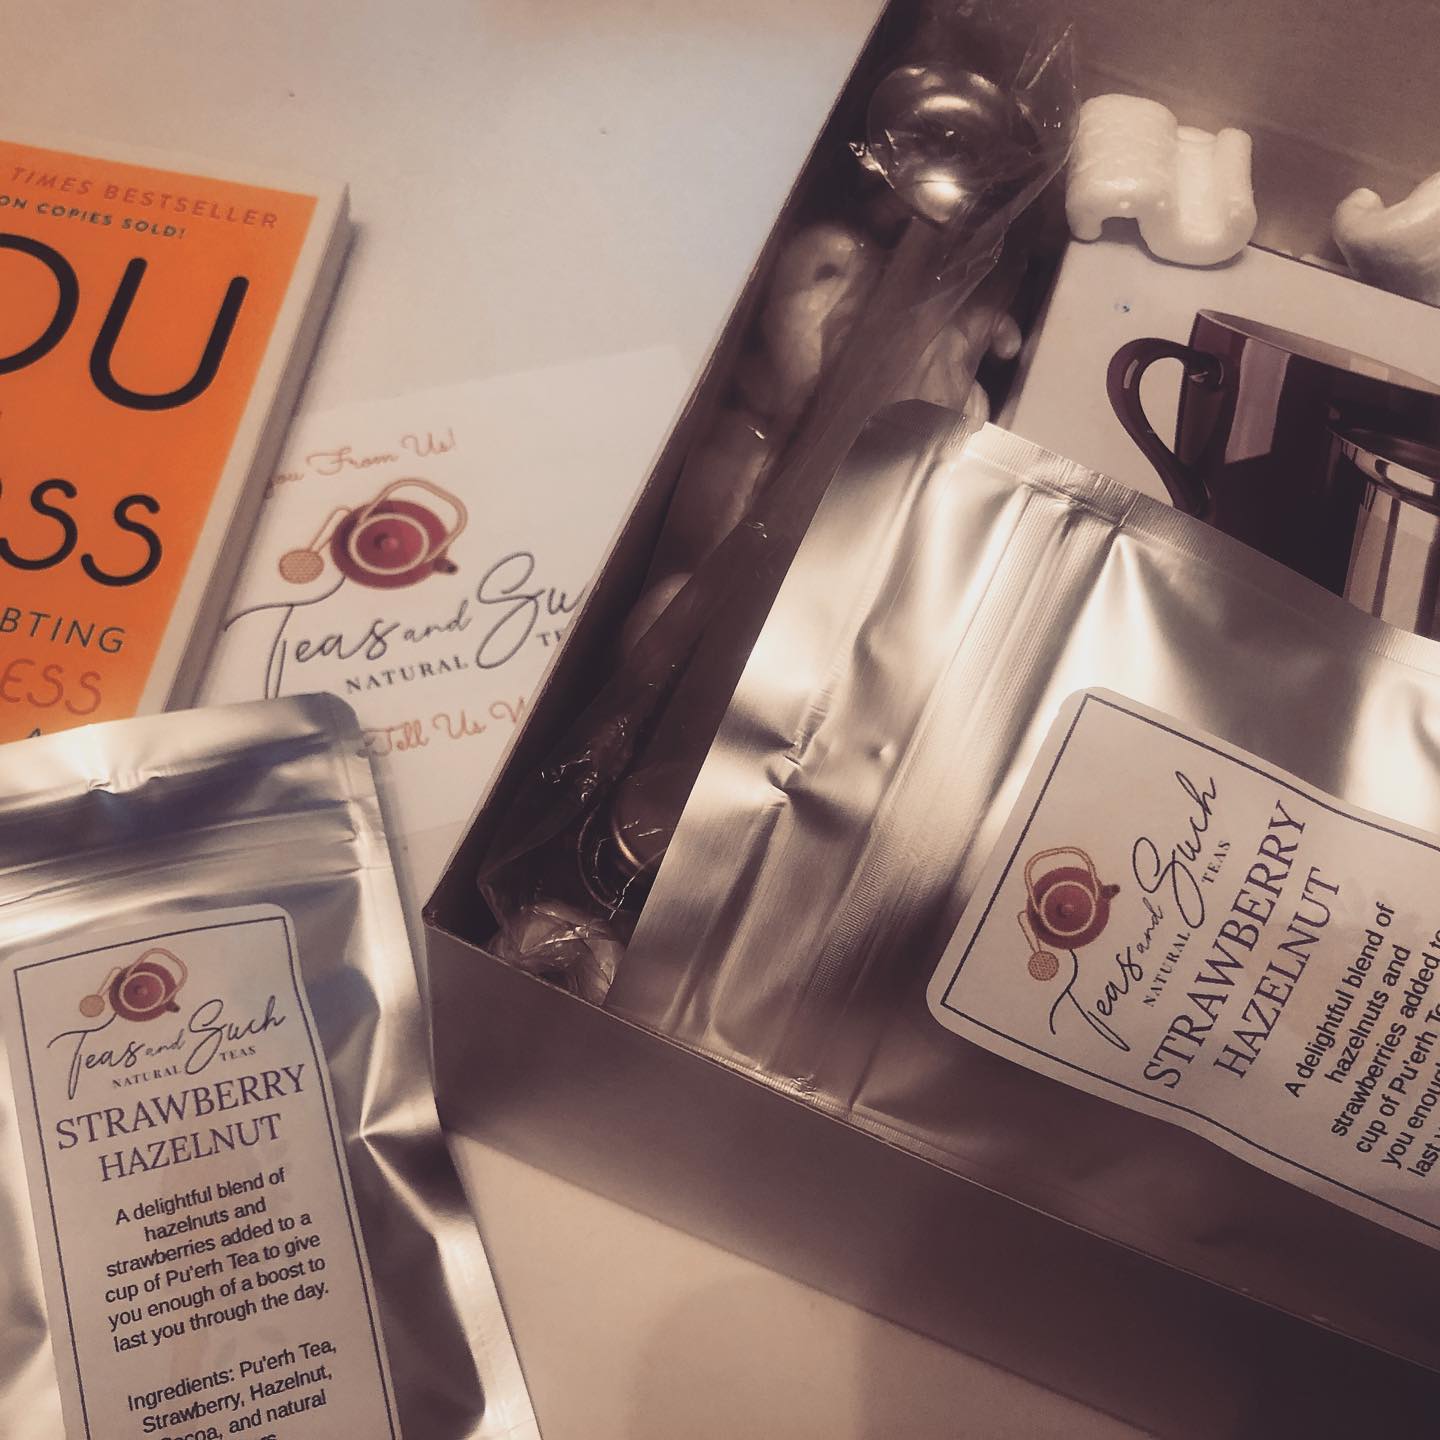 TIMES BESTSELLER
ON COPIES SOLD!
OU
SS
BTING
ESS
you From Us!
Teas and Su
NATURAL TE
Tell Us W
Teas and Such
NATURAL TEAS
STRAWBERRY
HAZELNUT
A delightful blend of
hazelnuts and
strawberries added to a
cup of Pu'erh Tea to give
you enough of a boost to
last you through the day.
Ingredients: Pu'erh Tea,
Strawberry, Hazelnut,
Cocoa, and natural
Teas and Such
NATURAL TEAS
STRAWBERRY
HAZELNUT
A delightful blend of
hazelnuts and
strawberries added to
cup of Pu'erh Te
you enoug
last